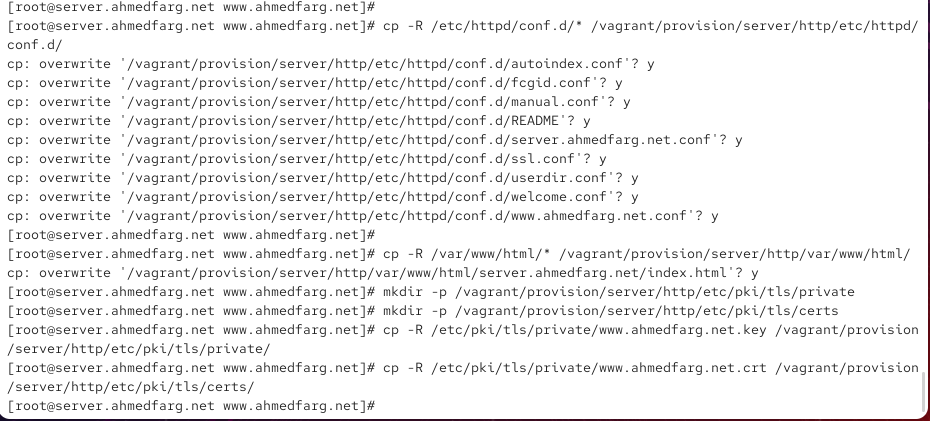 [root@server.ahmedfarg.net www.ahmedfarg.net]#
[root@server.ahmedfarg.net www.ahmedfarg.net]# cp -R /etc/httpd/conf.d/* /vagrant/provision/server/http/etc/httpd/
conf.d/
cp: overwrite '/vagrant/provision/server/http/etc/httpd/conf.d/autoindex.conf'? y
cp: overwrite '/vagrant/provision/server/http/etc/httpd/conf.d/fcgid.conf'? y
cp: overwrite '/vagrant/provision/server/http/etc/httpd/conf.d/manual.conf'? y
cp: overwrite '/vagrant/provision/server/http/etc/httpd/conf.d/README'? y
cp: overwrite '/vagrant/provision/server/http/etc/httpd/conf.d/server.ahmedfarg.net.conf'? y
cp: overwrite '/vagrant/provision/server/http/etc/httpd/conf.d/ssl.conf'? y
cp: overwrite '/vagrant/provision/server/http/etc/httpd/conf.d/userdir.conf'? y
cp: overwrite '/vagrant/provision/server/http/etc/httpd/conf.d/welcome.conf'? y
cp: overwrite '/vagrant/provision/server/http/etc/httpd/conf.d/www.ahmedfarg.net.conf'? y
[root@server.ahmedfarg.net www.ahmedfarg.net]#
[root@server.ahmedfarg.net www.ahmedfarg.net]# cp -R /var/www/html/* /vagrant/provision/server/http/var/www/html/
cp: overwrite '/vagrant/provision/server/http/var/www/html/server.ahmedfarg.net/index.html'? y
[root@server.ahmedfarg.net www.ahmedfarg.net]# mkdir -p /vagrant/provision/server/http/etc/pki/tls/private
[root@server.ahmedfarg.net www.ahmedfarg.net]# mkdir -p /vagrant/provision/server/http/etc/pki/tls/certs
[root@server.ahmedfarg.net www.ahmedfarg.net]# cp -R /etc/pki/tls/private/www.ahmedfarg.net.key /vagrant/provision
/server/http/etc/pki/tls/private/
[root@server.ahmedfarg.net www.ahmedfarg.net]# cp -R /etc/pki/tls/private/www.ahmedfarg.net.crt /vagrant/provision
/server/http/etc/pki/tls/certs/
[root@server.ahmedfarg.net www.ahmedfarg.net]#